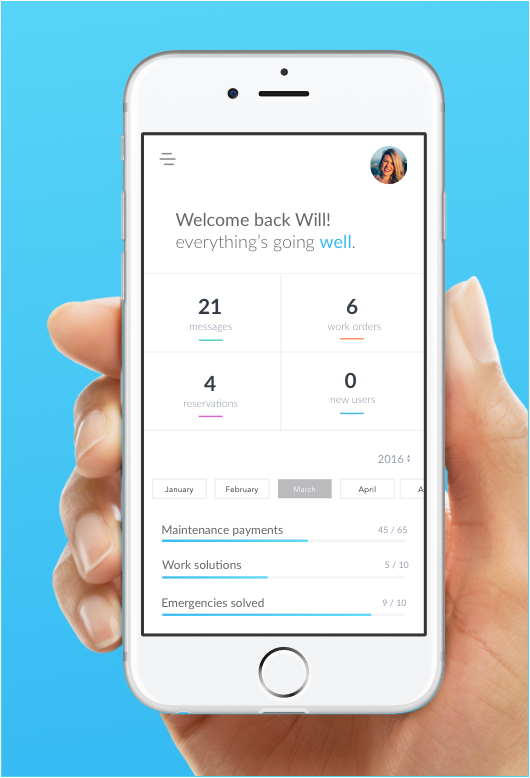 Welcome back Will!
everything's going well.
21
messages
6
work orders
4
reservations
0
new users
2016
January
February
March
April
A
Maintenance payments
45 / 65
Work solutions
5 / 10
Emergencies solved
9 / 10